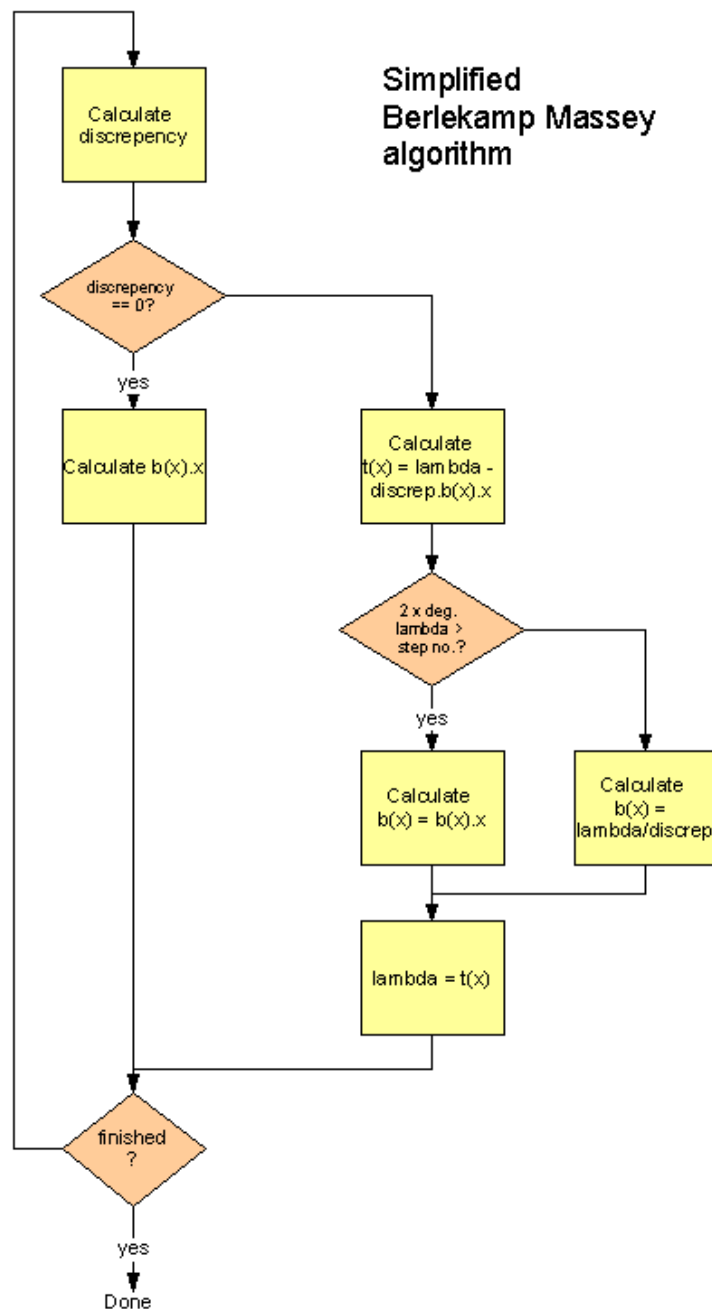 Simplified
Berlekamp Massey
algorithm
Calculate
discrepency
discrepency
== 0?
yes
Calculate b(x).x
Calculate
t(x) = lambda -
discrep.b(x).x
2 x deg.
lambda >
step no.?
yes
Calculate
b(x) = b(x).x
Calculate
b(x) =
lambda/discrep
lambda = t(x)
finished
?
yes
Done